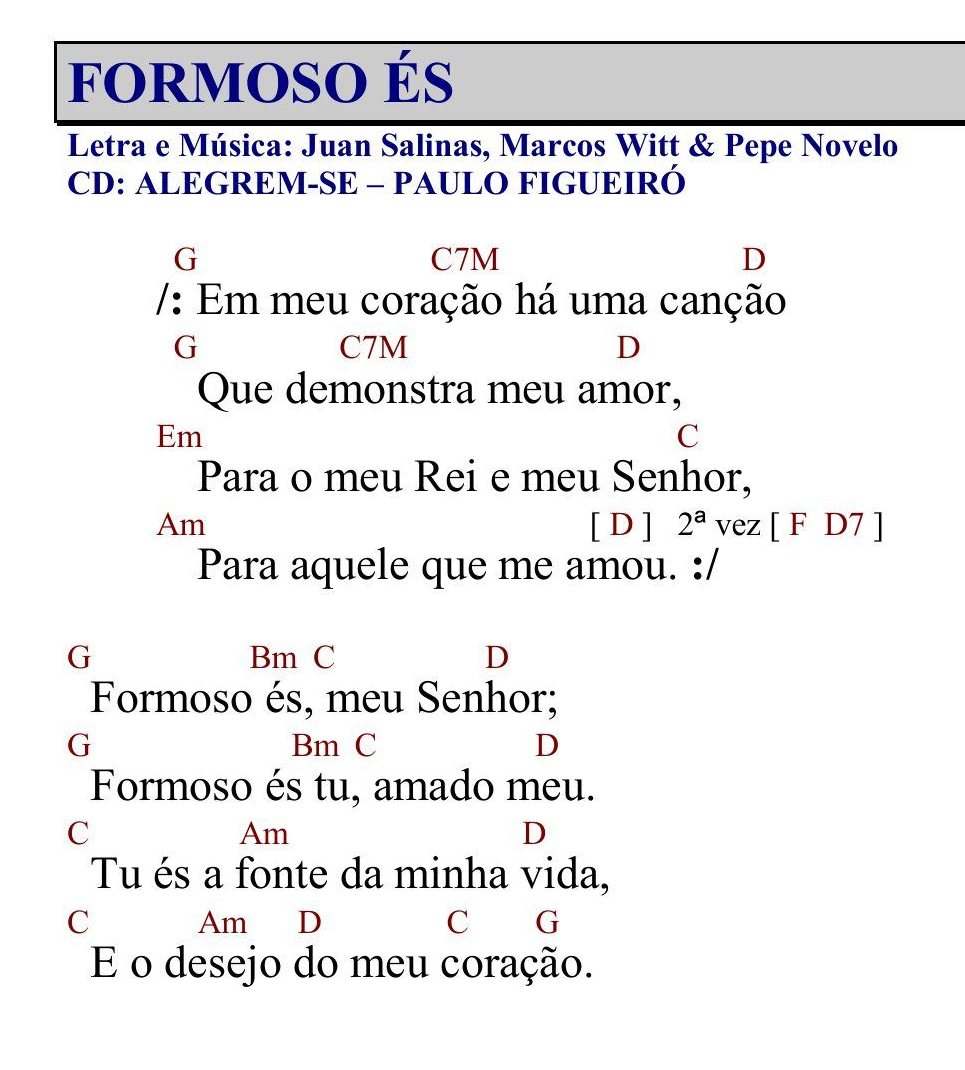 FORMOSO ÉS
Letra e Música: Juan Salinas, Marcos Witt & Pepe Novelo
CD: ALEGREM-SE – PAULO FIGUEIRÓ
G C7M D
/: Em meu coração há uma canção
G C7M D
Que demonstra meu amor,
Em C
Para o meu Rei e meu Senhor,
Am [ D ] 2ª vez [ F D7 ]
Para aquele que me amou. :/
G Bm C D
Formoso és, meu Senhor;
G Bm C D
Formoso és tu, amado meu.
C Am D
Tu és a fonte da minha vida,
C Am D C G
E o desejo do meu coração.